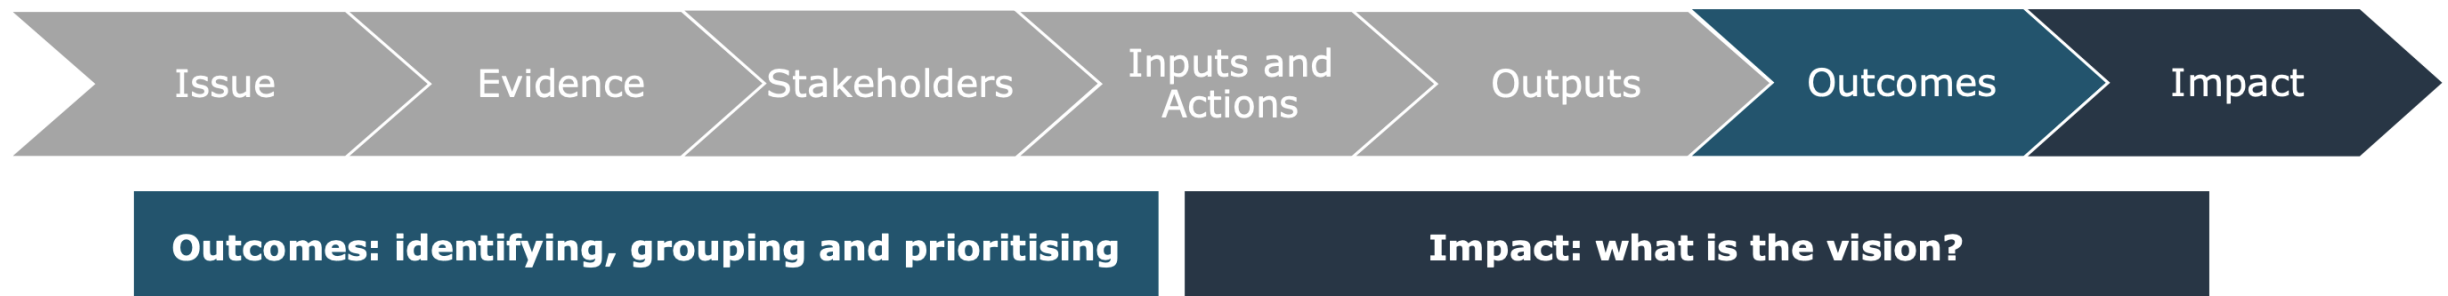 Issue
Evidence
Stakeholders
Inputs and
Actions
Outputs
Outcomes
Impact
Outcomes: identifying, grouping and prioritising
Impact: what is the vision?